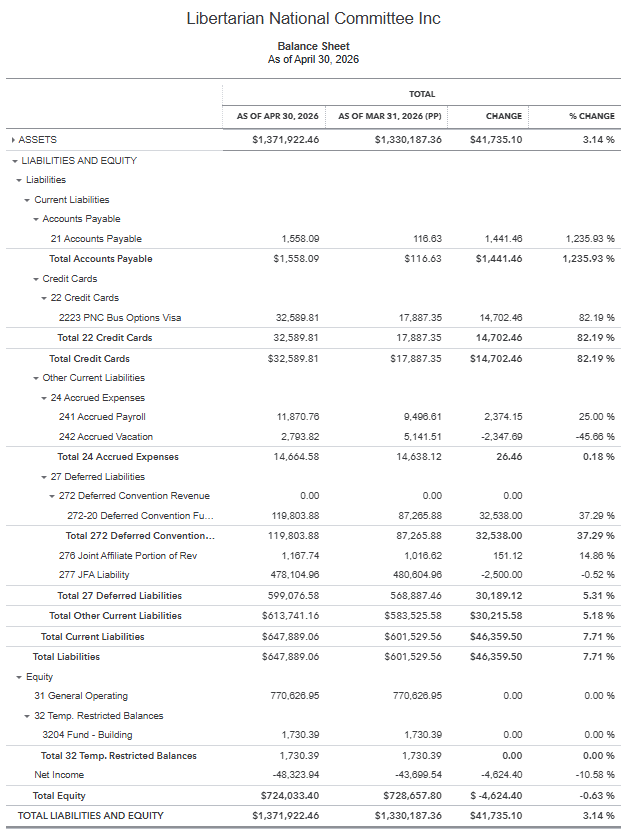 Libertarian National Committee Inc
Balance Sheet
As of April 30, 2026
TOTAL
AS OF APR 30, 2026 AS OF MAR 31, 2026 (PP) CHANGE % CHANGE
ASSETS $1,371,922.46 $1,330,187.36 $41,735.10 3.14 %
LIABILITIES AND EQUITY
Liabilities
Current Liabilities
Accounts Payable
21 Accounts Payable 1,558.09 116.63 1,441.46 1,235.93 %
Total Accounts Payable $1,558.09 $116.63 $1,441.46 1,235.93 %
Credit Cards
22 Credit Cards
2223 PNC Bus Options Visa 32,589.81 17,887.35 14,702.46 82.19 %
Total 22 Credit Cards 32,589.81 17,887.35 14,702.46 82.19 %
Total Credit Cards $32,589.81 $17,887.35 $14,702.46 82.19 %
Other Current Liabilities
24 Accrued Expenses
241 Accrued Payroll 11,870.76 9,496.61 2,374.15 25.00 %
242 Accrued Vacation 2,793.82 5,141.51 -2,347.69 -45.66 %
Total 24 Accrued Expenses 14,664.58 14,638.12 26.46 0.18 %
27 Deferred Liabilities
272 Deferred Convention Revenue 0.00 0.00 0.00
272-20 Deferred Convention Fu... 119,803.88 87,265.88 32,538.00 37.29 %
Total 272 Deferred Convention... 119,803.88 87,265.88 32,538.00 37.29 %
276 Joint Affiliate Portion of Rev 1,167.74 1,016.62 151.12 14.86 %
277 JFA Liability 478,104.96 480,604.96 -2,500.00 -0.52 %
Total 27 Deferred Liabilities 599,076.58 568,887.46 30,189.12 5.31 %
Total Other Current Liabilities $613,741.16 $583,525.58 $30,215.58 5.18 %
Total Current Liabilities $647,889.06 $601,529.56 $46,359.50 7.71 %
Total Liabilities $647,889.06 $601,529.56 $46,359.50 7.71 %
Equity
31 General Operating 770,626.95 770,626.95 0.00 0.00 %
32 Temp. Restricted Balances
3204 Fund - Building 1,730.39 1,730.39 0.00 0.00 %
Total 32 Temp. Restricted Balances 1,730.39 1,730.39 0.00 0.00 %
Net Income -48,323.94 -43,699.54 -4,624.40 -10.58 %
Total Equity $724,033.40 $728,657.80 $ -4,624.40 -0.63 %
TOTAL LIABILITIES AND EQUITY $1,371,922.46 $1,330,187.36 $41,735.10 3.14 %